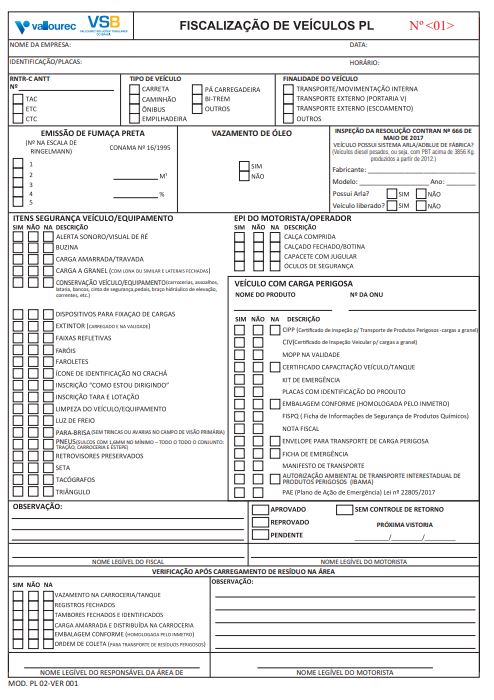 vallourec VSB
VALLOUREC SOLUÇÕES TUBULARES
DO BRASIL
FISCALIZAÇÃO DE VEÍCULOS PL
Nº <01>
NOME DA EMPRESA:
DATA:
IDENTIFICAÇÃO/PLACAS:
HORÁRIO:
RNTR-C ANTT
Nº
TAC
ETC
CTC
TIPO DE VEÍCULO
CARRETA
CAMINHÃO
ÔNIBUS
EMPILHADEIRA
PÁ CARREGADEIRA
BI-TREM
OUTROS
FINALIDADE DO VEÍCULO
TRANSPORTE/MOVIMENTAÇÃO INTERNA
TRANSPORTE EXTERNO (PORTARIA V)
TRANSPORTE EXTERNO (ESCOAMENTO)
OUTROS
EMISSÃO DE FUMAÇA PRETA
(Nº NA ESCALA DE
RINGELMANN)
CONAMA Nº 16/1995
1
2
3
4
5
M¹
%
VAZAMENTO DE ÓLEO
SIM
NÃO
INSPEÇÃO DA RESOLUÇÃO CONTRAN Nº 666 de
MAIO DE 2017
VEÍCULO POSSUI SISTEMA ARLA/ADBLUE DE FÁBRICA?
(Veículos diesel pesados, ou seja, com PBT acima de 3856 Kg.
produzidos a partir de 2012.)
Fabricante:
Modelo: Ano:
Possui Arla? SIM NÃO
Veículo liberado? SIM NÃO
ITENS SEGURANÇA VEÍCULO/EQUIPAMENTO
SIM NÃO NA DESCRIÇÃO
ALERTA SONORO/VISUAL DE RÉ
BUZINA
CARGA AMARRADA/TRAVADA
CARGA A GRANEL (COM LONA OU SIMILAR E LATERAIS FECHADAS)
CONSERVAÇÃO VEÍCULO/EQUIPAMENTO (carrocerias, assoalhos,
lataria, bancos, cinta de segurança,pedais, braço hidráulico de elevação,
correntes, etc.)
DISPOSITIVOS PARA FIXAÇAO DE CARGAS
EXTINTOR (CARREGADO E NA VALIDADE)
FAIXAS REFLETIVAS
FARÓIS
FAROLETES
ÍCONE DE IDENTIFICAÇÃO NO CRACHÁ
INSCRIÇÃO "COMO ESTOU DIRIGINDO"
INSCRIÇÃO TARA E LOTAÇÃO
LIMPEZA DO VEÍCULO/EQUIPAMENTO
LUZ DE FREIO
PARA-BRISA (SEM TRINCAS OU AVARIAS NO CAMPO DE VISÃO PRIMÁRIA)
PNEUS (SULCOS COM 1,6MM NO MÍNIMO – TODO O TODO O CONJUNTO:
TRAÇÃO, CARROCERIA E ESTEPE)
RETROVISORES PRESERVADOS
SETA
TACÓGRAFOS
TRIÂNGULO
EPI DO MOTORISTA/OPERADOR
SIM NÃO NA DESCRIÇÃO
CALÇA COMPRIDA
CALÇADO FECHADO/BOTINA
CAPACETE COM JUGULAR
ÓCULOS DE SEGURANÇA
VEÍCULO COM CARGA PERIGOSA
NOME DO PRODUTO Nº DA ONU
SIM NÃO NA DESCRIÇÃO
CIPP (Certificado de Inspeção p/ Transporte de Produtos Perigosos -cargas a granel)
CIV(Certificado de Inspeção Veicular p/ cargas a granel)
MOPP NA VALIDADE
CERTIFICADO CAPACITAÇÃO VEÍCULO/TANQUE
KIT DE EMERGÊNCIA
PLACAS COM IDENTIFICAÇÃO DO PRODUTO
EMBALAGEM CONFORME (HOMOLOGADA PELO INMETRO)
FISPQ ( Ficha de Informações de Segurança de Produtos Químicos)
NOTA FISCAL
ENVELOPE PARA TRANSPORTE DE CARGA PERIGOSA
FICHA DE EMERGÊNCIA
MANIFESTO DE TRANSPORTE
AUTORIZAÇÃO AMBIENTAL DE TRANSPORTE INTERESTADUAL DE
PRODUTOS PERIGOSOS (IBAMA)
PAE (Plano de Ação de Emergência) Lei nº 22805/2017
OBSERVAÇÃO:
NOME LEGÍVEL DO FISCAL
APROVADO
REPROVADO
PENDENTE
SEM CONTROLE DE RETORNO
PRÓXIMA VISTORIA
/ /
NOME LEGÍVEL DO MOTORISTA
VERIFICAÇÃO APÓS CARREGAMENTO DE RESÍDUO NA ÁREA
SIM NÃO NA
VAZAMENTO NA CARROCERIA/TANQUE
REGISTROS FECHADOS
TAMBORES FECHADOS E IDENTIFICADOS
CARGA AMARRADA E DISTRIBUÍDA NA CARROCERIA
EMBALAGEM CONFORME (HOMOLOGADA PELO INMETRO)
ORDEM DE COLETA (PARA TRANSPORTE DE RESÍDUOS PERIGOSOS)
OBSERVAÇÃO:
NOME LEGÍVEL DO RESPONSÁVEL DA ÁREA DE
NOME LEGÍVEL DO MOTORISTA
MOD. PL 02-VER 001